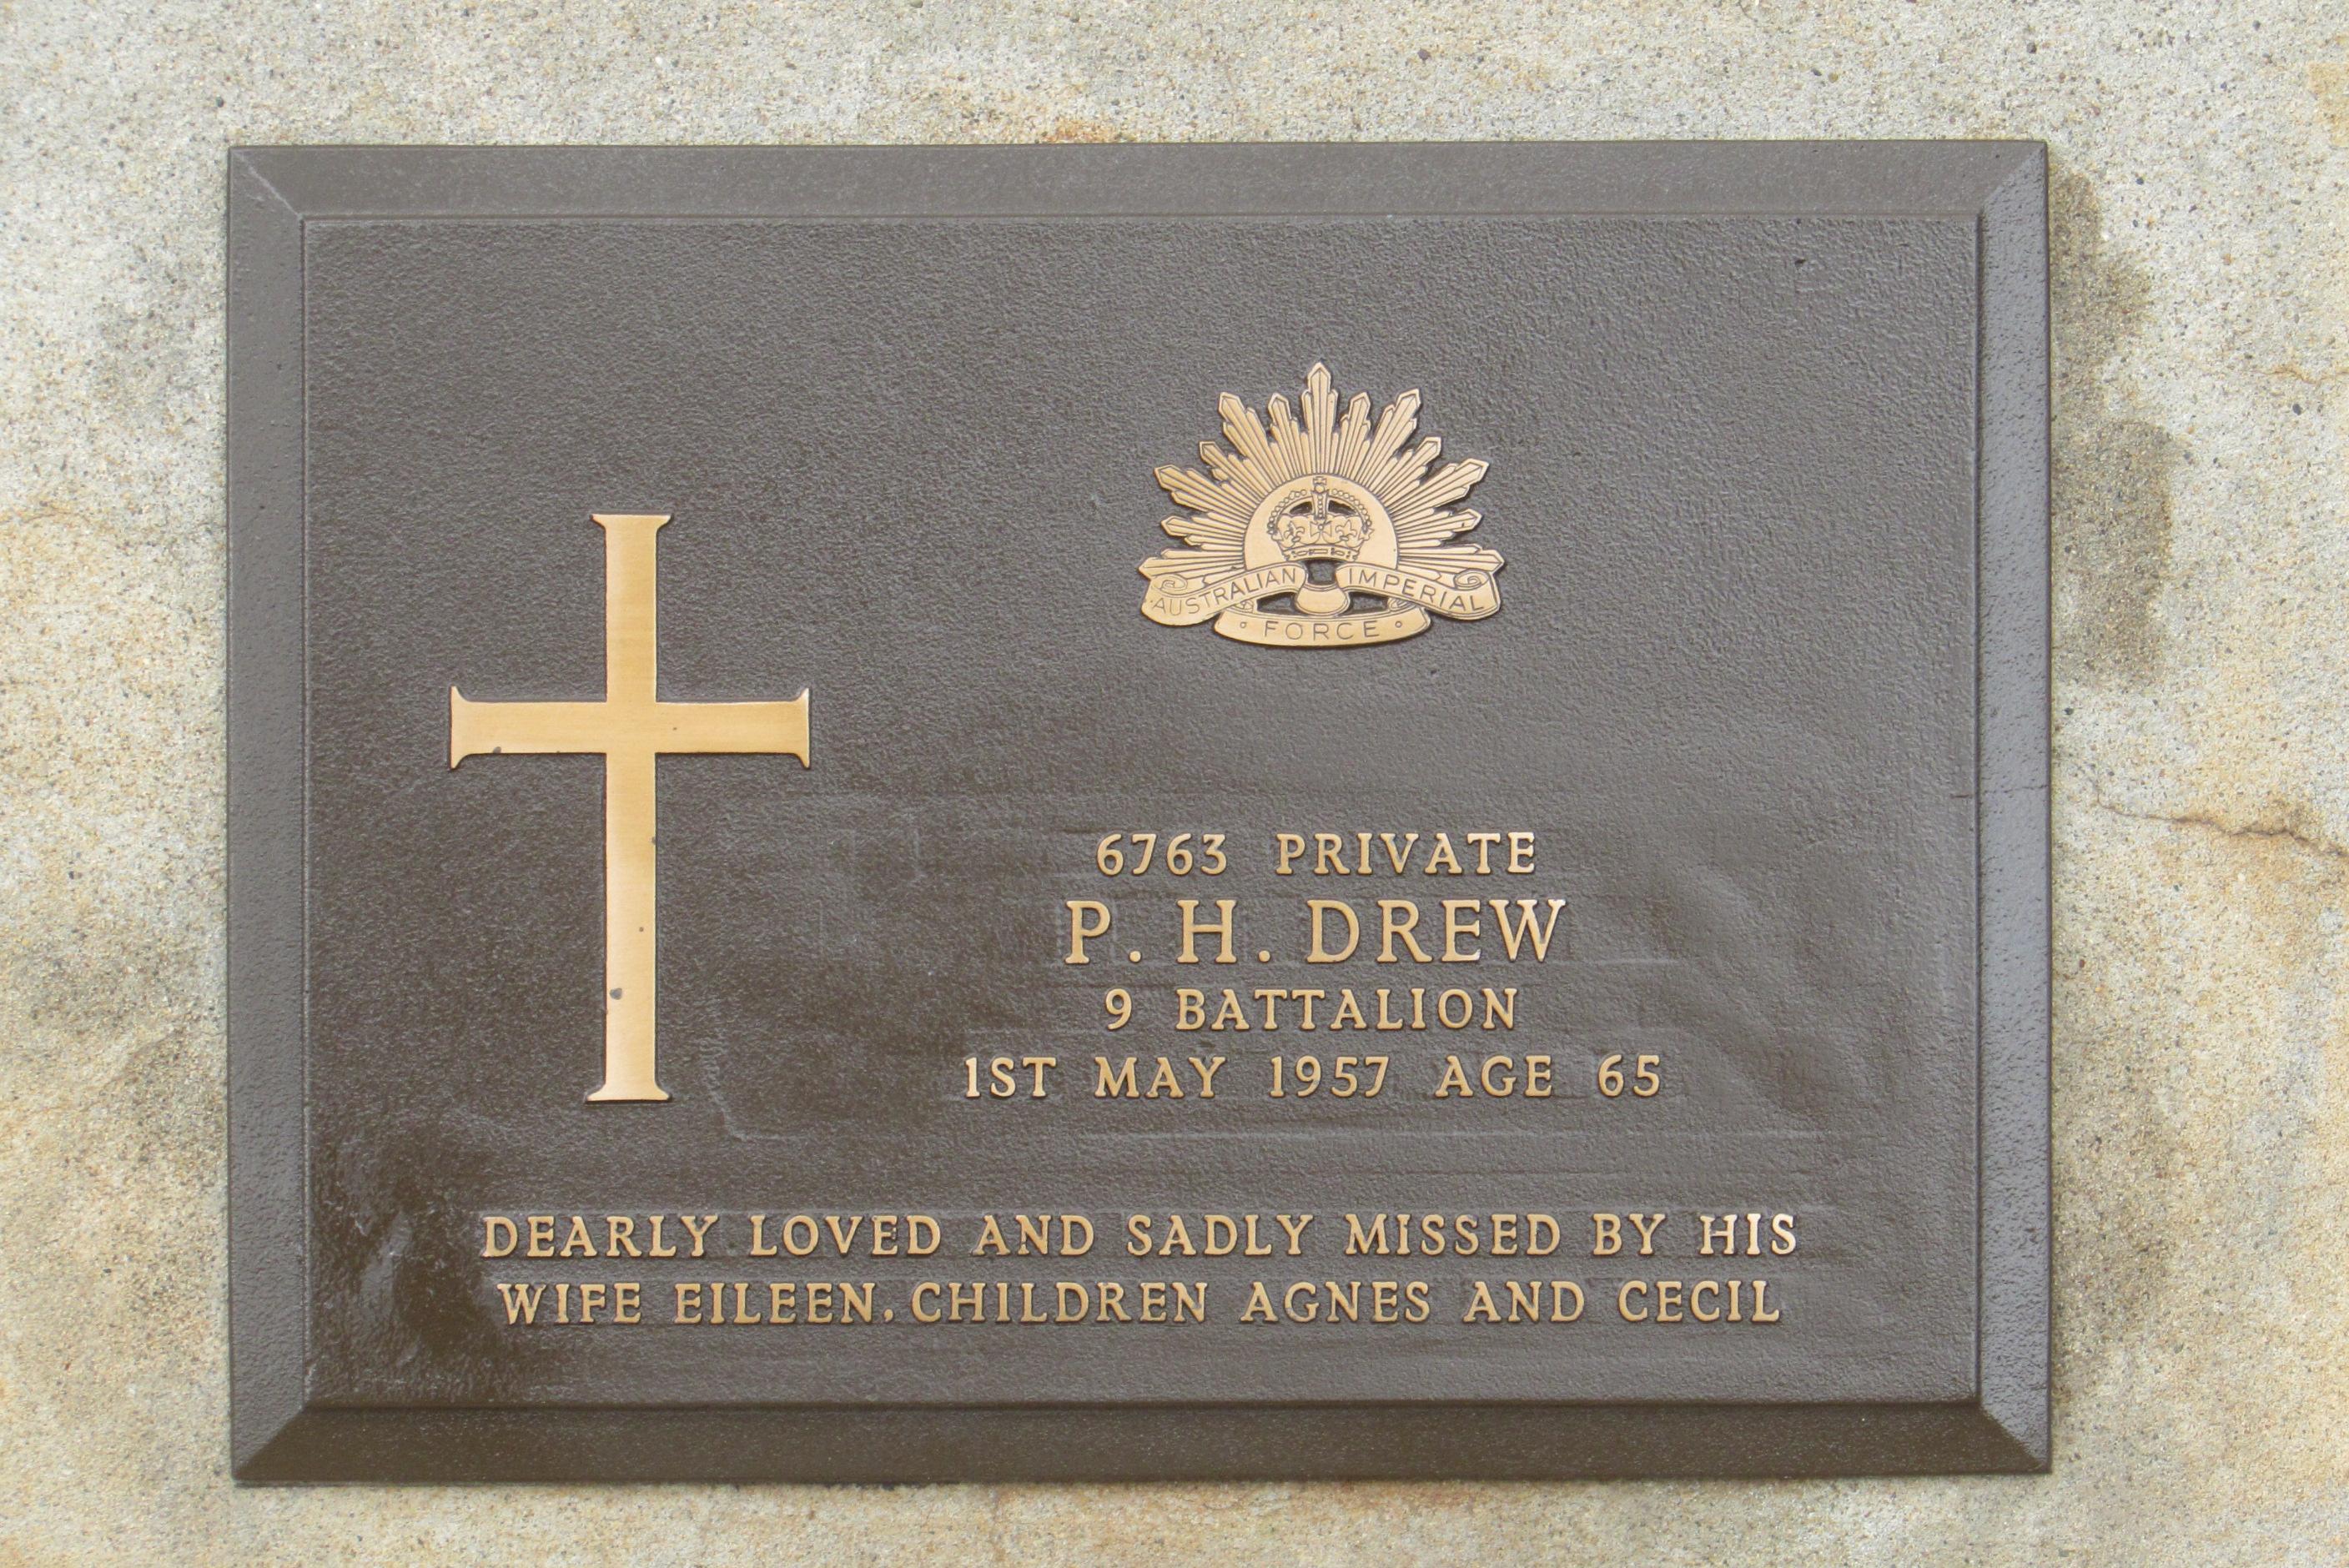 AUSTRALIAN IMPERIAL
FORCE
6763 PRIVATE
P. H. DREW
9 BATTALION
1ST MAY 1957 AGE 65
DEARLY LOVED AND SADLY MISSED BY HIS
WIFE EILEEN, CHILDREN AGNES AND CECIL